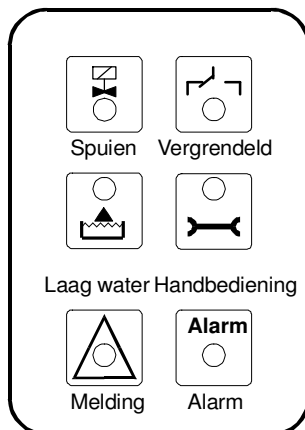 Spuien Vergrendeld
Laag water Handbediening
Alarm
Melding Alarm